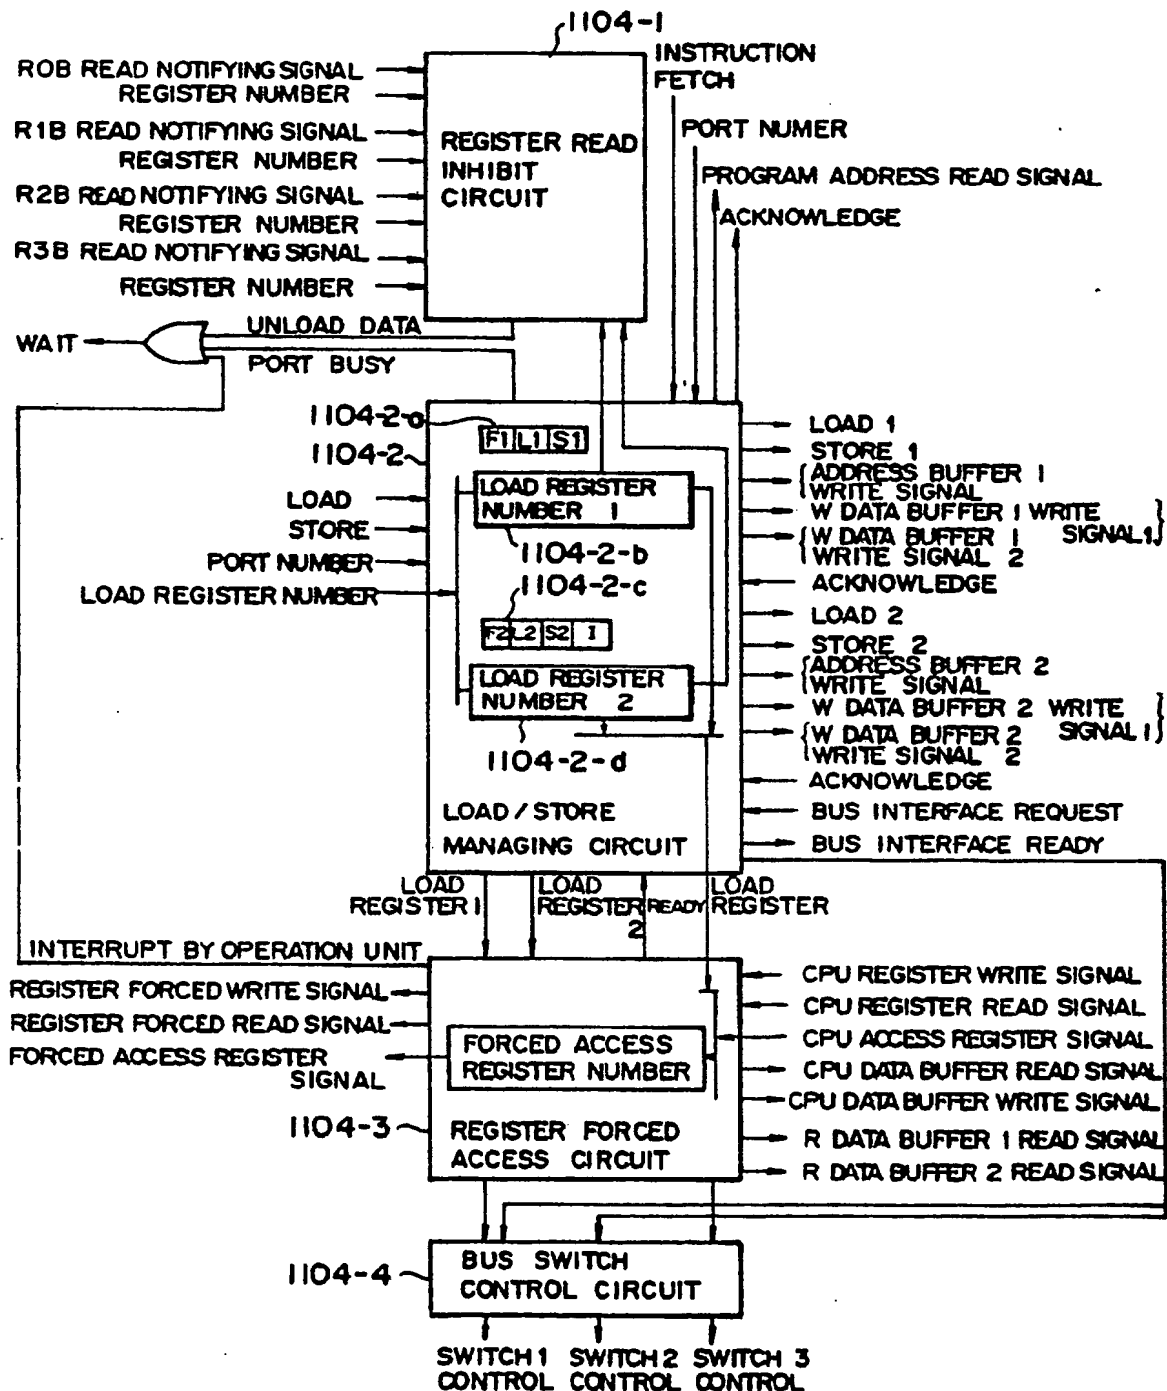 1104-1
INSTRUCTION
FETCH
R0B READ NOTIFYING SIGNAL
REGISTER NUMBER
R1B READ NOTIFYING SIGNAL
REGISTER NUMBER
R2B READ NOTIFYING SIGNAL
REGISTER NUMBER
R3B READ NOTIFYING SIGNAL
REGISTER NUMBER
REGISTER READ
INHIBIT
CIRCUIT
PORT NUMER
PROGRAM ADDRESS READ SIGNAL
ACKNOWLEDGE
WAIT
UNLOAD DATA
PORT BUSY
1104-2-a
F1 L1 S1
1104-2
LOAD
STORE
PORT NUMBER
LOAD REGISTER NUMBER
LOAD REGISTER
NUMBER 1
1104-2-b
1104-2-c
F2 L2 S2 I
LOAD REGISTER
NUMBER 2
1104-2-d
LOAD/STORE
MANAGING CIRCUIT
LOAD 1
STORE 1
ADDRESS BUFFER 1
WRITE SIGNAL
W DATA BUFFER 1 WRITE
SIGNAL1
W DATA BUFFER 1
WRITE SIGNAL 2
ACKNOWLEDGE
LOAD 2
STORE 2
ADDRESS BUFFER 2
WRITE SIGNAL
W DATA BUFFER 2 WRITE
SIGNAL1
W DATA BUFFER 2
WRITE SIGNAL 2
ACKNOWLEDGE
BUS INTERFACE REQUEST
BUS INTERFACE READY
LOAD
REGISTER 1
LOAD
REGISTER
2
READY
LOAD
REGISTER
INTERRUPT BY OPERATION UNIT
REGISTER FORCED WRITE SIGNAL
REGISTER FORCED READ SIGNAL
FORCED ACCESS REGISTER
SIGNAL
1104-3
FORCED ACCESS
REGISTER NUMBER
REGISTER FORCED
ACCESS CIRCUIT
CPU REGISTER WRITE SIGNAL
CPU REGISTER READ SIGNAL
CPU ACCESS REGISTER SIGNAL
CPU DATA BUFFER READ SIGNAL
CPU DATA BUFFER WRITE SIGNAL
R DATA BUFFER 1 READ SIGNAL
R DATA BUFFER 2 READ SIGNAL
1104-4
BUS SWITCH
CONTROL CIRCUIT
SWITCH 1
CONTROL
SWITCH 2
CONTROL
SWITCH 3
CONTROL